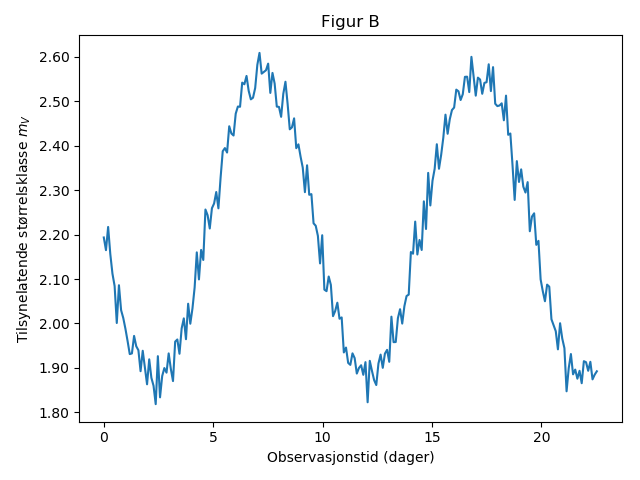 Figur B
Tilsynelatende størrelsklasse $m_V$
2.60
2.50
2.40
2.30
2.20
2.10
2.00
1.90
1.80
0 5 10 15 20
Observasjonstid (dager)